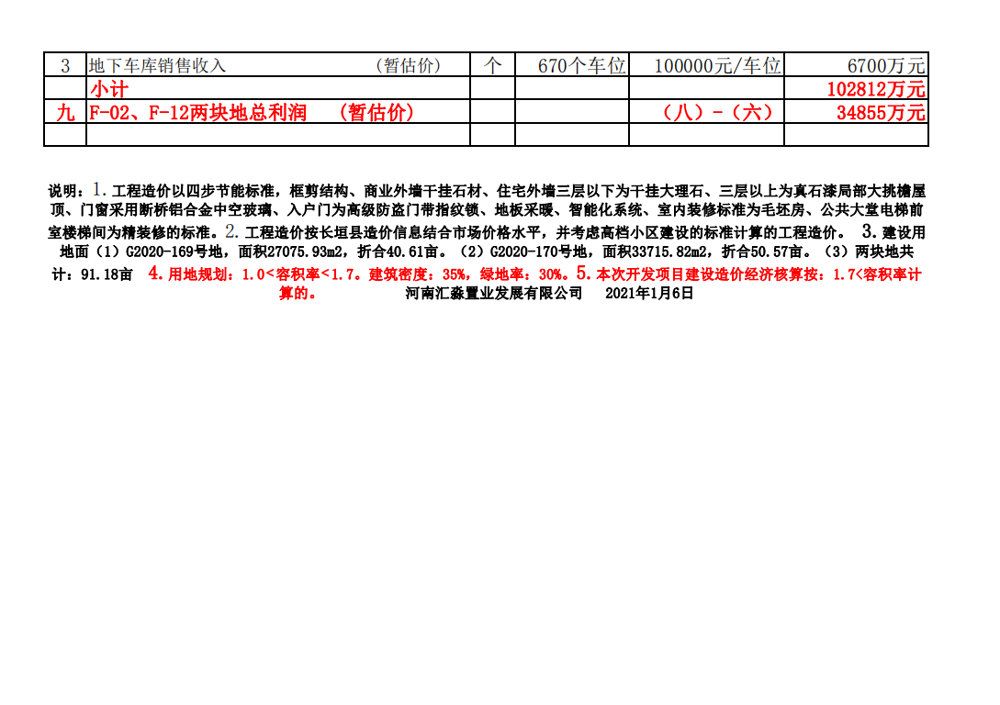 3 地下车库销售收入 (暂估价) 个 670个车位 100000元/车位 6700万元
小计 102812万元
九 F-02、F-12两块地总利润 (暂估价) （八）-（六） 34855万元
说明：1.工程造价以四步节能标准，框剪结构、商业外墙干挂石材、住宅外墙三层以下为干挂大理石、三层以上为真石漆局部大挑檐屋
顶、门窗采用断桥铝合金中空玻璃、入户门为高级防盗门带指纹锁、地板采暖、智能化系统、室内装修标准为毛坯房、公共大堂电梯前
室楼梯间为精装修的标准。2.工程造价按长垣县造价信息结合市场价格水平，并考虑高档小区建设的标准计算的工程造价。 3.建设用
地面（1）G2020-169号地，面积27075.93m2，折合40.61亩。（2）G2020-170号地，面积33715.82m2，折合50.57亩。（3）两块地共
计：91.18亩 4.用地规划：1.0<容积率<1.7。建筑密度：35%，绿地率：30%。5.本次开发项目建设造价经济核算按：1.7<容积率计
算的。 河南汇淼置业发展有限公司 2021年1月6日